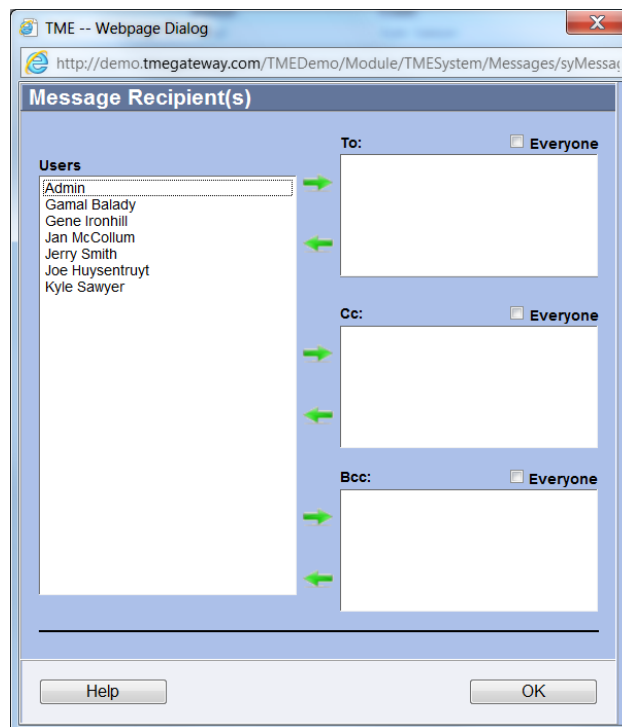 TME -- Webpage Dialog
http://demo.tmegateway.com/TMEDemo/Module/TMESystem/Messages/syMessag
Message Recipient(s)
To:
Everyone
Users
Admin
Gamal Balady
Gene Ironhill
Jan McCollum
Jerry Smith
Joe Huysentruyt
Kyle Sawyer
Cc:
Everyone
Bcc:
Everyone
Help
OK